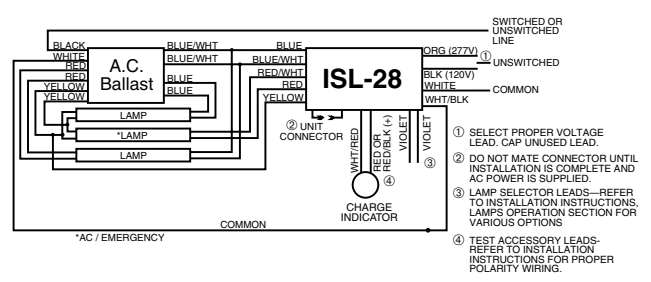 SWITCHED OR
UNSWITCHED
LINE
BLACK
WHITE
RED
RED
YELLOW
YELLOW
A.C.
Ballast
BLUE/WHT
BLUE/WHT
BLUE
BLUE
LAMP
*LAMP
LAMP
BLUE
BLUE/WHT
RED/WHT
RED
YELLOW
ISL-28
ORG (277V)
①
UNSWITCHED
BLK (120V)
WHITE
COMMON
WHT/BLK
② UNIT
CONNECTOR
WHT/RED
RED OR
RED/BLK (+)
④
VIOLET
VIOLET
③
CHARGE
INDICATOR
COMMON
*AC / EMERGENCY
① SELECT PROPER VOLTAGE
LEAD. CAP UNUSED LEAD.
② DO NOT MATE CONNECTOR UNTIL
INSTALLATION IS COMPLETE AND
AC POWER IS SUPPLIED.
③ LAMP SELECTOR LEADS—REFER
TO INSTALLATION INSTRUCTIONS,
LAMPS OPERATION SECTION FOR
VARIOUS OPTIONS
④ TEST ACCESSORY LEADS-
REFER TO INSTALLATION
INSTRUCTIONS FOR PROPER
POLARITY WIRING.